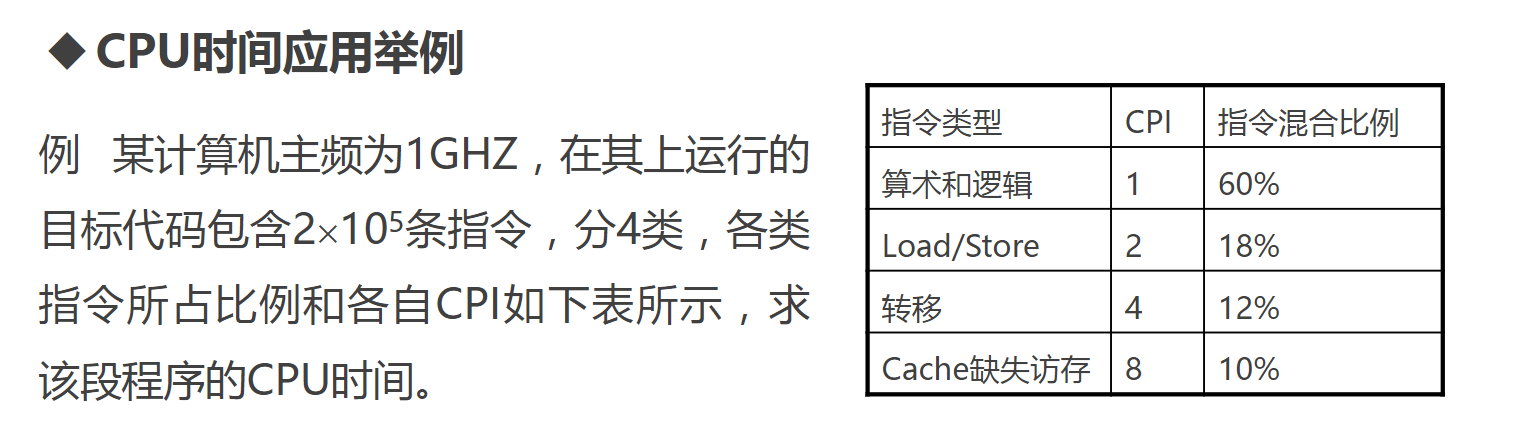 ◆ CPU时间应用举例
例 某计算机主频为1GHZ，在其上运行的
目标代码包含2×10⁵条指令，分4类，各类
指令所占比例和各自CPI如下表所示，求
该段程序的CPU时间。
指令类型 CPI 指令混合比例
算术和逻辑 1 60%
Load/Store 2 18%
转移 4 12%
Cache缺失访存 8 10%